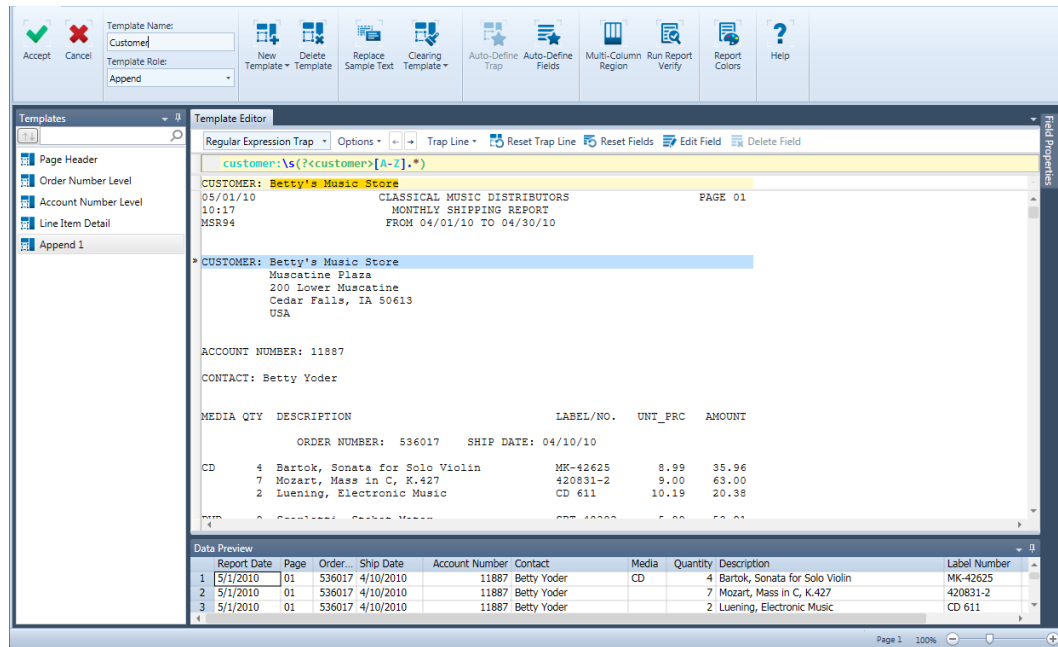 Accept
Cancel
Template Name:
Customer
Template Role:
Append
New Template
Delete Template
Replace Sample Text
Clearing Template
Auto-Define Trap
Auto-Define Fields
Multi-Column Region
Run Report Verify
Report Colors
Help
Templates
Page Header
Order Number Level
Account Number Level
Line Item Detail
Append 1
Template Editor
Regular Expression Trap Options Trap Line Reset Trap Line Reset Fields Edit Field Delete Field
customer:\s(?<customer>[A-Z].*)
CUSTOMER: Betty's Music Store
05/01/10 CLASSICAL MUSIC DISTRIBUTORS PAGE 01
10:17 MONTHLY SHIPPING REPORT
MSR94 FROM 04/01/10 TO 04/30/10
» CUSTOMER: Betty's Music Store
Muscatine Plaza
200 Lower Muscatine
Cedar Falls, IA 50613
USA
ACCOUNT NUMBER: 11887
CONTACT: Betty Yoder
MEDIA QTY DESCRIPTION LABEL/NO. UNT_PRC AMOUNT
ORDER NUMBER: 536017 SHIP DATE: 04/10/10
CD 4 Bartok, Sonata for Solo Violin MK-42625 8.99 35.96
7 Mozart, Mass in C, K.427 420831-2 9.00 63.00
2 Luening, Electronic Music CD 611 10.19 20.38
Field Properties
Data Preview
Report Date Page Order... Ship Date Account Number Contact Media Quantity Description Label Number
1 5/1/2010 01 536017 4/10/2010 11887 Betty Yoder CD 4 Bartok, Sonata for Solo Violin MK-42625
2 5/1/2010 01 536017 4/10/2010 11887 Betty Yoder 7 Mozart, Mass in C, K.427 420831-2
3 5/1/2010 01 536017 4/10/2010 11887 Betty Yoder 2 Luening, Electronic Music CD 611
Page 1 100%